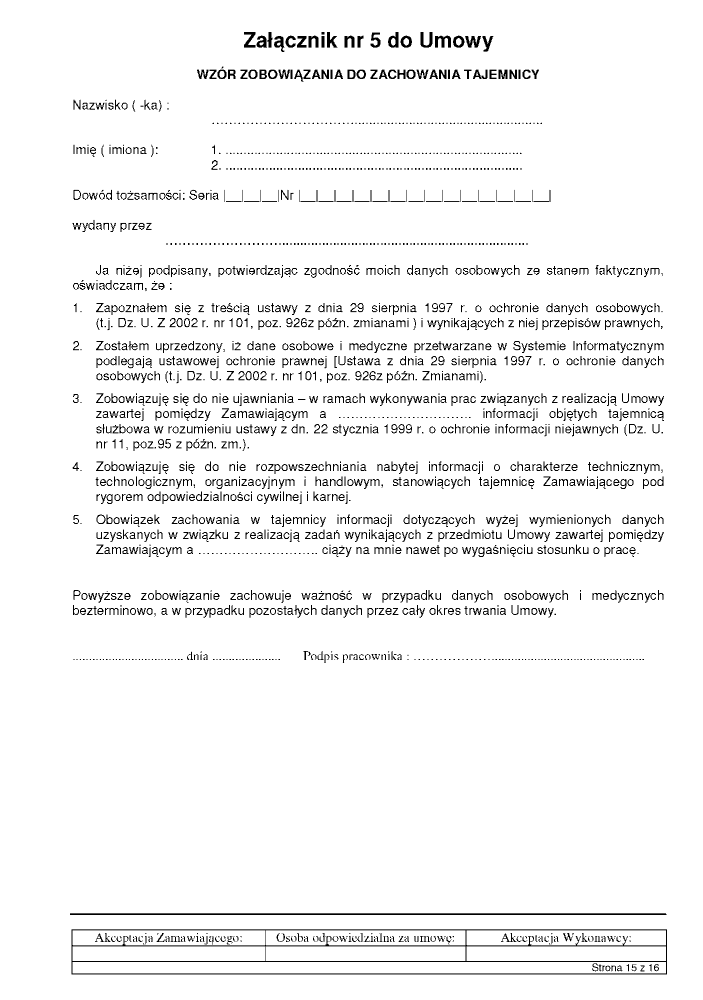 Załącznik nr 5 do Umowy
WZÓR ZOBOWIĄZANIA DO ZACHOWANIA TAJEMNICY
Nazwisko ( -ka) :
……………………………......................................................
Imię ( imiona ): 1. ..................................................................................
2. ..................................................................................
Dowód tożsamości: Seria |__|__|__|Nr |__|__|__|__|__|__|__|__|__|__|__|__|__|__|
wydany przez
………………………......................................................................
Ja niżej podpisany, potwierdzając zgodność moich danych osobowych ze stanem faktycznym,
oświadczam, że :
1. Zapoznałem się z treścią ustawy z dnia 29 sierpnia 1997 r. o ochronie danych osobowych.
(t.j. Dz. U. Z 2002 r. nr 101, poz. 926z późn. zmianami ) i wynikających z niej przepisów prawnych,
2. Zostałem uprzedzony, iż dane osobowe i medyczne przetwarzane w Systemie Informatycznym
podlegają ustawowej ochronie prawnej [Ustawa z dnia 29 sierpnia 1997 r. o ochronie danych
osobowych (t.j. Dz. U. Z 2002 r. nr 101, poz. 926z późn. Zmianami).
3. Zobowiązuję się do nie ujawniania – w ramach wykonywania prac związanych z realizacją Umowy
zawartej pomiędzy Zamawiającym a …………………………. informacji objętych tajemnicą
służbowa w rozumieniu ustawy z dn. 22 stycznia 1999 r. o ochronie informacji niejawnych (Dz. U.
nr 11, poz.95 z późn. zm.).
4. Zobowiązuję się do nie rozpowszechniania nabytej informacji o charakterze technicznym,
technologicznym, organizacyjnym i handlowym, stanowiących tajemnicę Zamawiającego pod
rygorem odpowiedzialności cywilnej i karnej.
5. Obowiązek zachowania w tajemnicy informacji dotyczących wyżej wymienionych danych
uzyskanych w związku z realizacją zadań wynikających z przedmiotu Umowy zawartej pomiędzy
Zamawiającym a ………………………. ciąży na mnie nawet po wygaśnięciu stosunku o pracę.
Powyższe zobowiązanie zachowuje ważność w przypadku danych osobowych i medycznych
bezterminowo, a w przypadku pozostałych danych przez cały okres trwania Umowy.
.................................. dnia ..................... Podpis pracownika : ………………...............................................
Akceptacja Zamawiającego: Osoba odpowiedzialna za umowę: Akceptacja Wykonawcy:
Strona 15 z 16